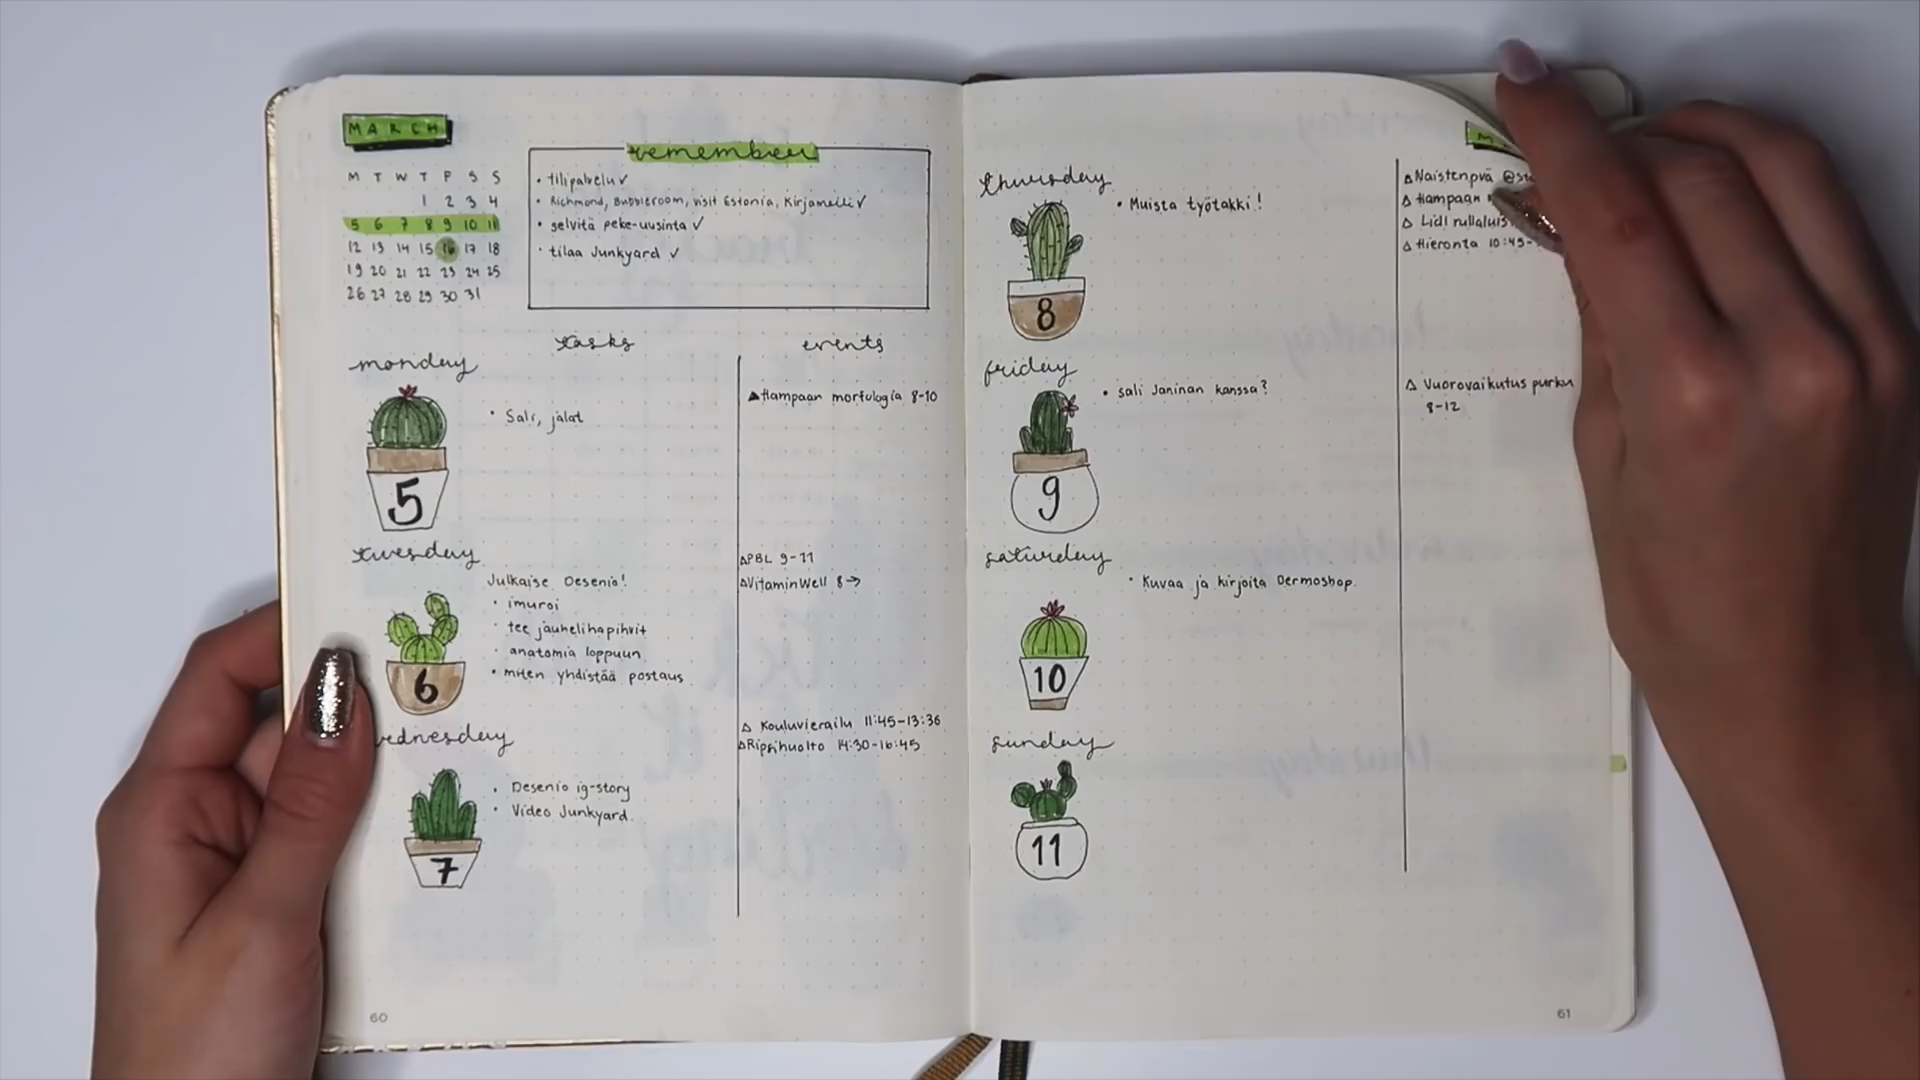 MARCH
M T W T F S S
1 2 3 4
5 6 7 8 9 10 11
12 13 14 15 16 17 18
19 20 21 22 23 24 25
26 27 28 29 30 31
remember
• tilipalvelu ✓
• Richmond, Bubbleroom, Visit Estonia, Kirjamelli ✓
• selvitä peke-uusinta ✓
• tilaa Junkyard ✓
tasks
events
monday
5
• Sali, jalat
▲Hampaan morfologia 8-10
tuesday
6
Julkaise Desenio!
• imuroi
• tee jauhelihapihvit
• anatomia loppuun
• miten yhdistää postaus
△PBL 9-11
△VitaminWell 8→
wednesday
7
• Desenio ig-story
• Video Junkyard.
△ Kouluvierailu 11:45-13:36
△Ripsihuolto 14:30-16:45
60
thursday
8
• Muista työtakki!
△Naistenpvä
△Hampaan
△ Lidl
△Hieronta 10:45-
friday
9
• sali Janinan kanssa?
△ Vuorovaikutus purku
8-12
saturday
10
• Kuvaa ja kirjoita Dermoshop.
sunday
11
61